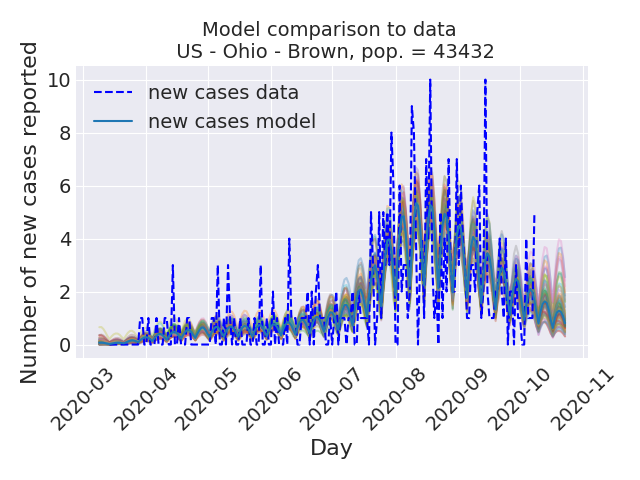 Model comparison to data
US - Ohio - Brown, pop. = 43432
Number of new cases reported
10
8
6
4
2
0
new cases data
new cases model
2020-03
2020-04
2020-05
2020-06
2020-07
2020-08
2020-09
2020-10
2020-11
Day